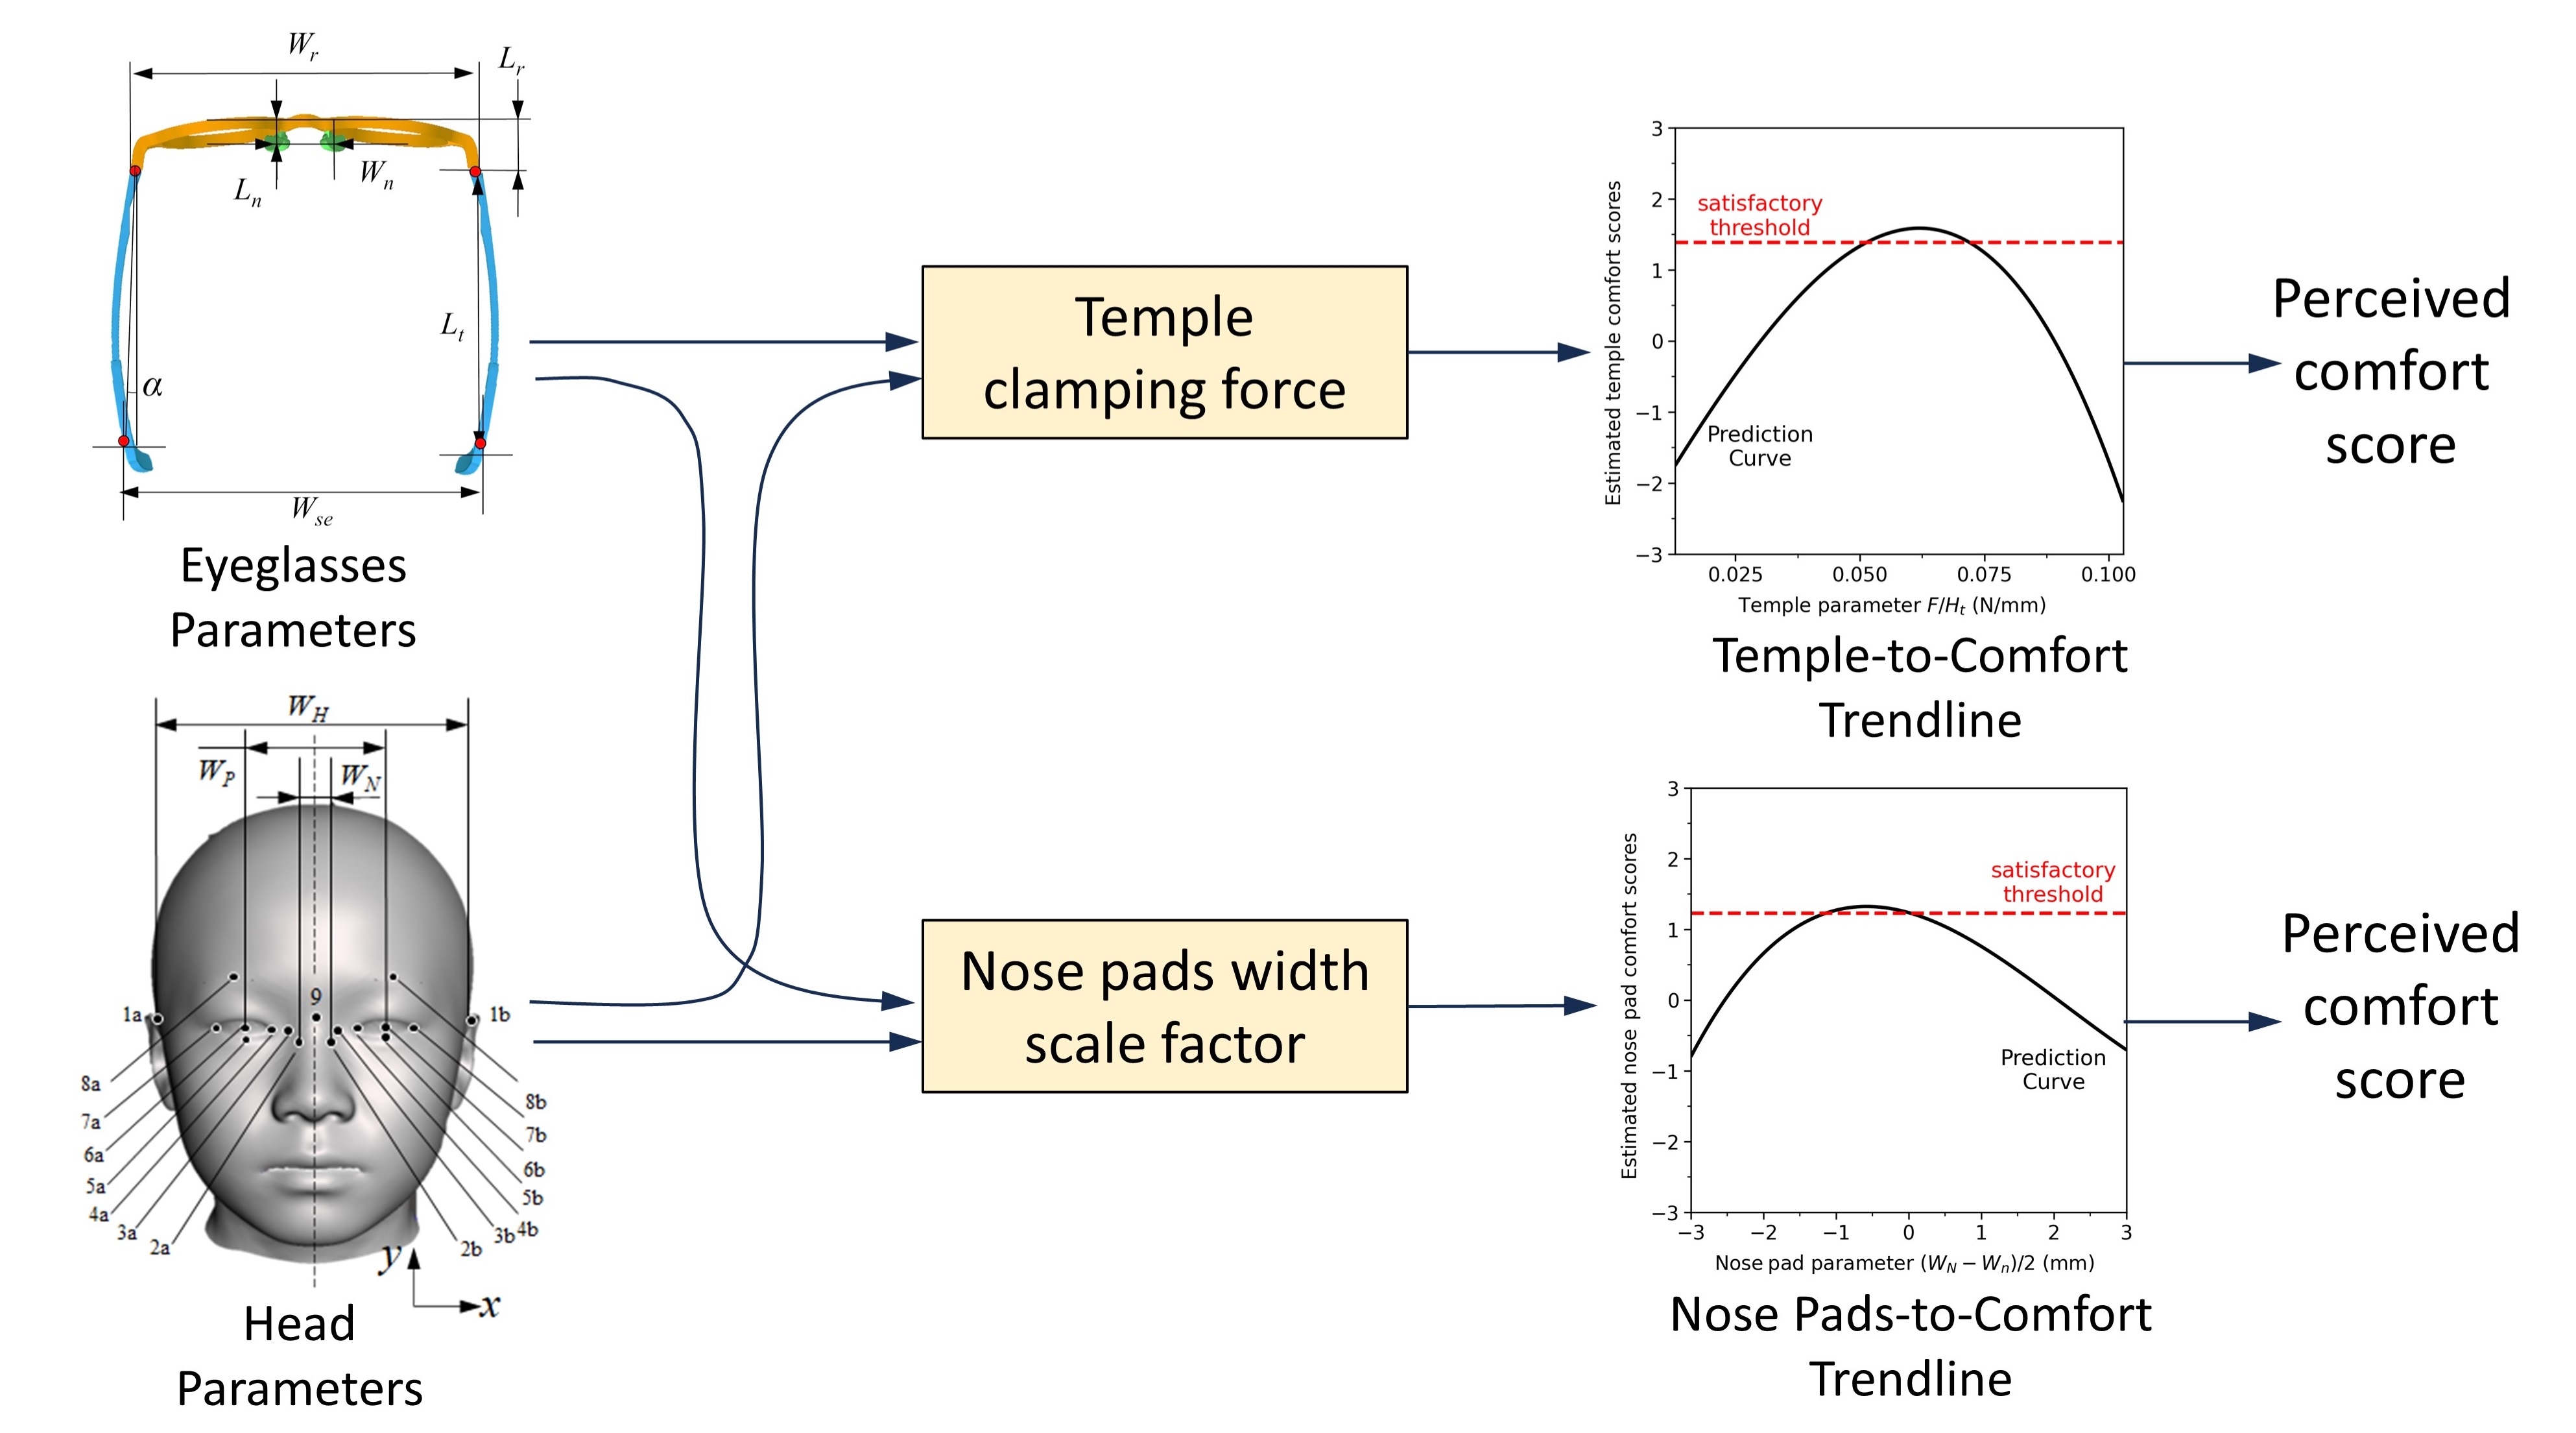 W_r
L_r
L_n
W_n
L_t
α
W_se
Eyeglasses
Parameters
W_H
W_P
W_N
9
1a
1b
8a
7a
6a
5a
4a
3a
2a
8b
7b
6b
5b
4b
3b
2b
y
x
Head
Parameters
Temple
clamping force
Nose pads width
scale factor
Estimated temple comfort scores
3
2
1
0
−1
−2
−3
satisfactory
threshold
Prediction
Curve
0.025 0.050 0.075 0.100
Temple parameter F/H_t (N/mm)
Temple-to-Comfort
Trendline
Perceived
comfort
score
Estimated nose pad comfort scores
3
2
1
0
−1
−2
−3
satisfactory
threshold
Prediction
Curve
−3 −2 −1 0 1 2 3
Nose pad parameter (W_N − W_n)/2 (mm)
Nose Pads-to-Comfort
Trendline
Perceived
comfort
score